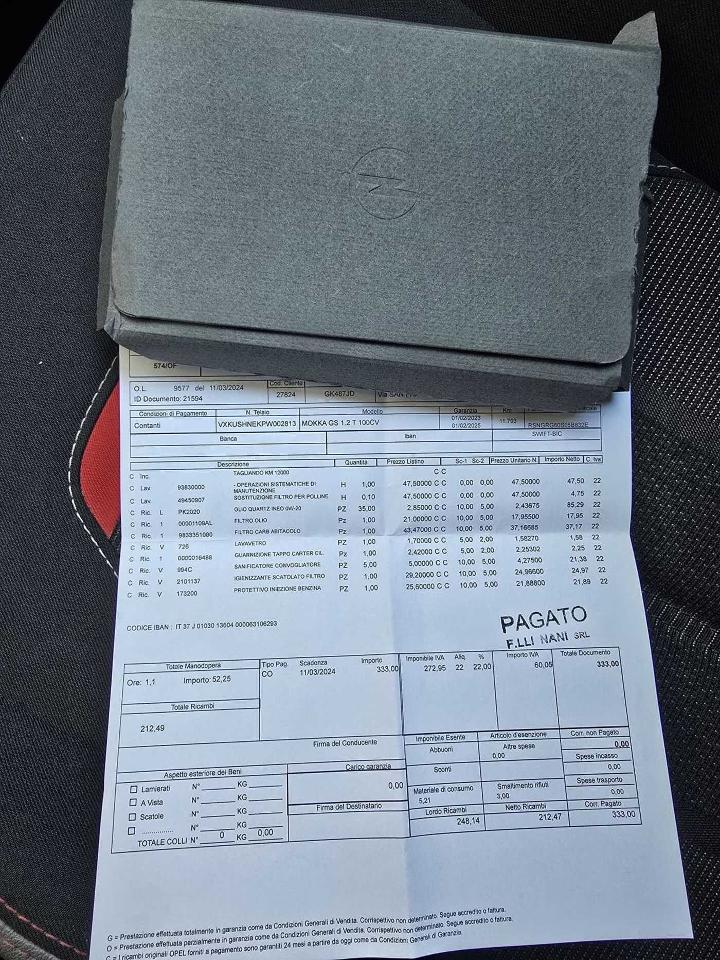 574/OF
O.L. 9577 del 11/03/2024
ID Documento: 21594
Cod. Cliente
27824
GK487JD
Condizioni di Pagamento N. Telaio Modello Garanzia Km
Contanti VXKUSHNEKPW002813 MOKKA GS 1.2 T 100CV 01/02/2023 01/02/2025 11.793
Banca Iban SWIFT-BIC
Descrizione Quantita Prezzo Listino Sc-1 Sc-2 Prezzo Unitario N. Importo Netto C Iva
C Inc. TAGLIANDO KM 12000 C C
C Lav. 93830000 - OPERAZIONI SISTEMATICHE DI MANUTENZIONE H 1,00 47,50000 C C 0,00 0,00 47,50000 47,50 22
C Lav. 49450907 SOSTITUZIONE FILTRO PER POLLINE H 0,10 47,50000 C C 0,00 0,00 47,50000 4,75 22
C Ric. L PK2020 OLIO QUARTZ INEO 0W-20 PZ 35,00 2,85000 C C 10,00 5,00 2,43675 85,29 22
C Ric. 1 00001109AL FILTRO OLIO PZ 1,00 21,00000 C C 10,00 5,00 17,95500 17,95 22
C Ric. 1 9833351080 FILTRO CARB ABITACOLO Pz 1,00 43,47000 C C 10,00 5,00 37,16685 37,17 22
C Ric. V 726 LAVAVETRO PZ 1,00 1,70000 C C 5,00 2,00 1,58270 1,58 22
C Ric. 1 0000016488 GUARNIZIONE TAPPO CARTER CIL. Pz 1,00 2,42000 C C 5,00 2,00 2,25302 2,25 22
C Ric. V 994C SANIFICATORE CONVOGLIATORE PZ 5,00 5,00000 C C 10,00 5,00 4,27500 21,38 22
C Ric. V 2101137 IGIENIZZANTE SCATOLATO FILTRO Pz 1,00 29,20000 C C 10,00 5,00 24,96600 24,97 22
C Ric. V 173200 PROTETTIVO INIEZIONE BENZINA Pz 1,00 25,60000 C C 10,00 5,00 21,88800 21,89 22
CODICE IBAN : IT 37 J 01030 13604 000063106293
PAGATO
F.LLI NANI SRL
Totale Manodopera Tipo Pag. Scadenza Importo Imponibile IVA Aliq. % Importo IVA Totale Documento
Ore: 1,1 Importo: 52,25 CO 11/03/2024 333,00 272,95 22 22,00 60,05 333,00
Totale Ricambi
212,49
Firma del Conducente
Imponibile Esente Articolo d'esenzione Corr. non Pagato
Abbuoni Altre spese 0,00 0,00
Aspetto esteriore dei Beni Carico garanzia Sconti Spese incasso
0,00 0,00
Lamierati N° KG
A Vista N° KG
Scatole N° KG
.................. N° KG
TOTALE COLLI N° 0 KG 0,00
Firma del Destinatario
Materiale di consumo Smaltimento rifiuti Spese trasporto
5,21 3,00 0,00
Lordo Ricambi Netto Ricambi Corr. Pagato
248,14 212,47 333,00
G = Prestazione effettuata totalmente in garanzia come da Condizioni Generali di Vendita. Corrispettivo non determinato. Segue accredito o fattura.
O = Prestazione effettuata parzialmente in garanzia come da Condizioni Generali di Vendita. Corrispettivo non determinato. Segue accredito o fattura.
C = I ricambi originali OPEL forniti a pagamento sono garantiti 24 mesi a partire da oggi come da Condizioni Generali di Garanzia.